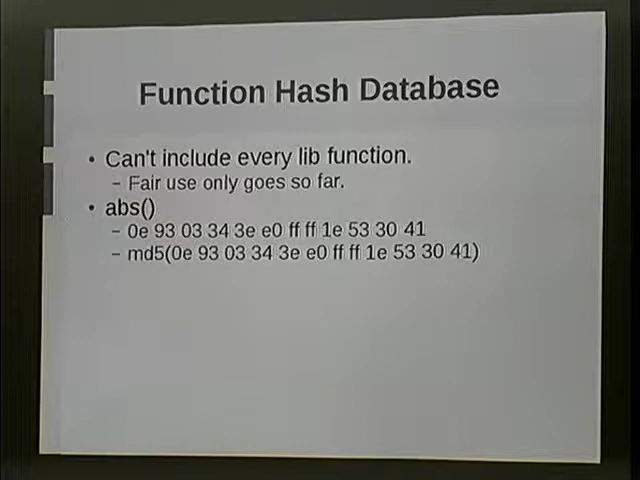 Function Hash Database
• Can't include every lib function.
– Fair use only goes so far.
• abs()
– 0e 93 03 34 3e e0 ff ff 1e 53 30 41
– md5(0e 93 03 34 3e e0 ff ff 1e 53 30 41)